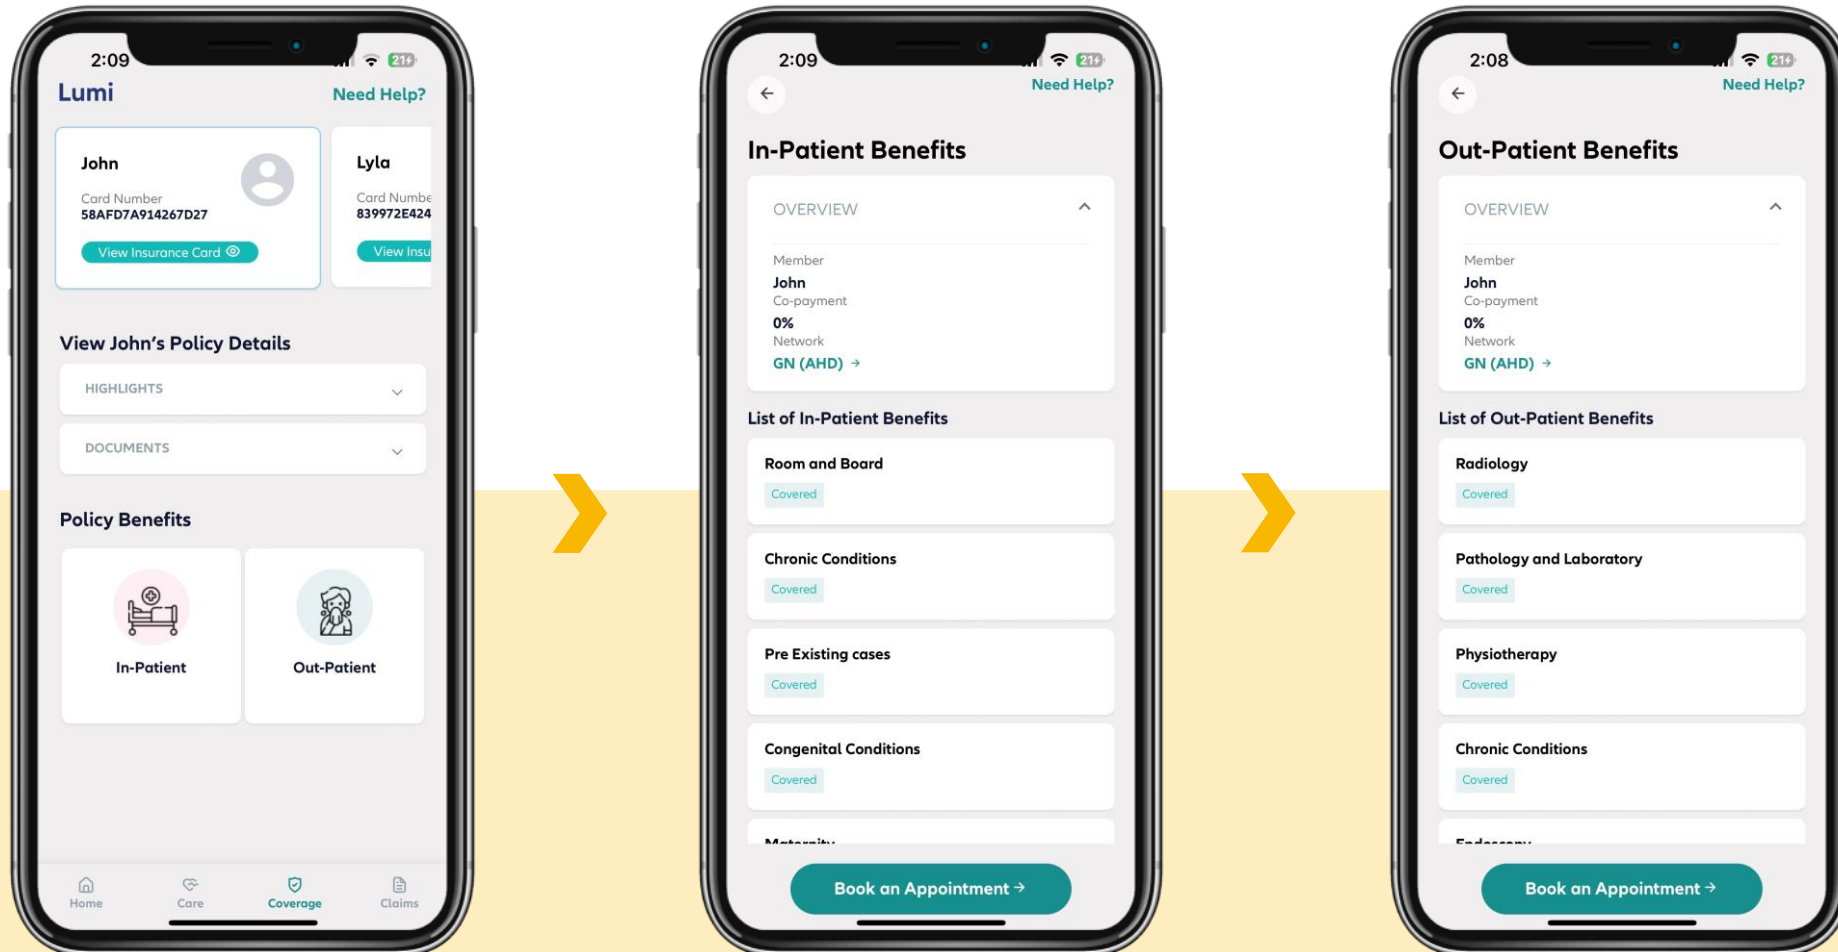 2:09
Lumi
Need Help?
John
Card Number
58AFD7A914267D27
View Insurance Card
Lyla
Card Numbe
839972E424
View Insu
View John's Policy Details
HIGHLIGHTS
DOCUMENTS
Policy Benefits
In-Patient
Out-Patient
Home
Care
Coverage
Claims
2:09
Need Help?
In-Patient Benefits
OVERVIEW
Member
John
Co-payment
0%
Network
GN (AHD) →
List of In-Patient Benefits
Room and Board
Covered
Chronic Conditions
Covered
Pre Existing cases
Covered
Congenital Conditions
Covered
Maternity
Book an Appointment →
2:08
Need Help?
Out-Patient Benefits
OVERVIEW
Member
John
Co-payment
0%
Network
GN (AHD) →
List of Out-Patient Benefits
Radiology
Covered
Pathology and Laboratory
Covered
Physiotherapy
Covered
Chronic Conditions
Covered
Endoscopy
Book an Appointment →